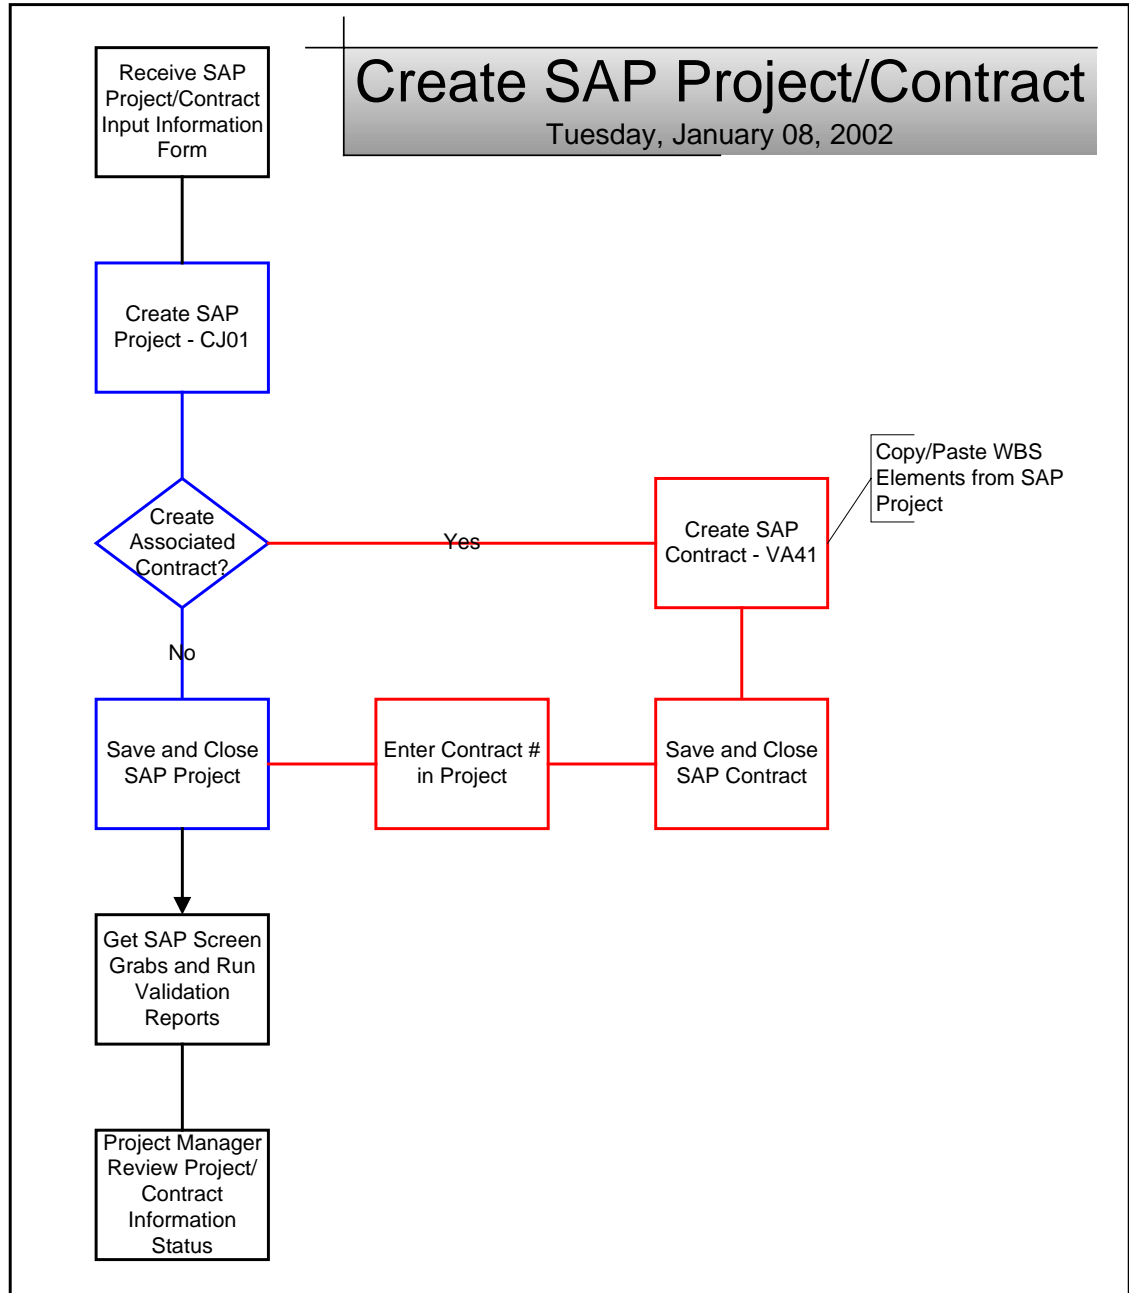 Create SAP Project/Contract
Tuesday, January 08, 2002
Receive SAP
Project/Contract
Input Information
Form
Create SAP
Project - CJ01
Create
Associated
Contract?
Yes
Create SAP
Contract - VA41
Copy/Paste WBS
Elements from SAP
Project
No
Save and Close
SAP Project
Enter Contract #
in Project
Save and Close
SAP Contract
Get SAP Screen
Grabs and Run
Validation
Reports
Project Manager
Review Project/
Contract
Information
Status